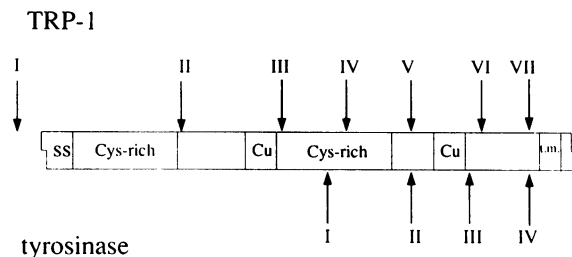 TRP-1
I II III IV V VI VII
SS Cys-rich Cu Cys-rich Cu t.m.
I II III IV
tyrosinase